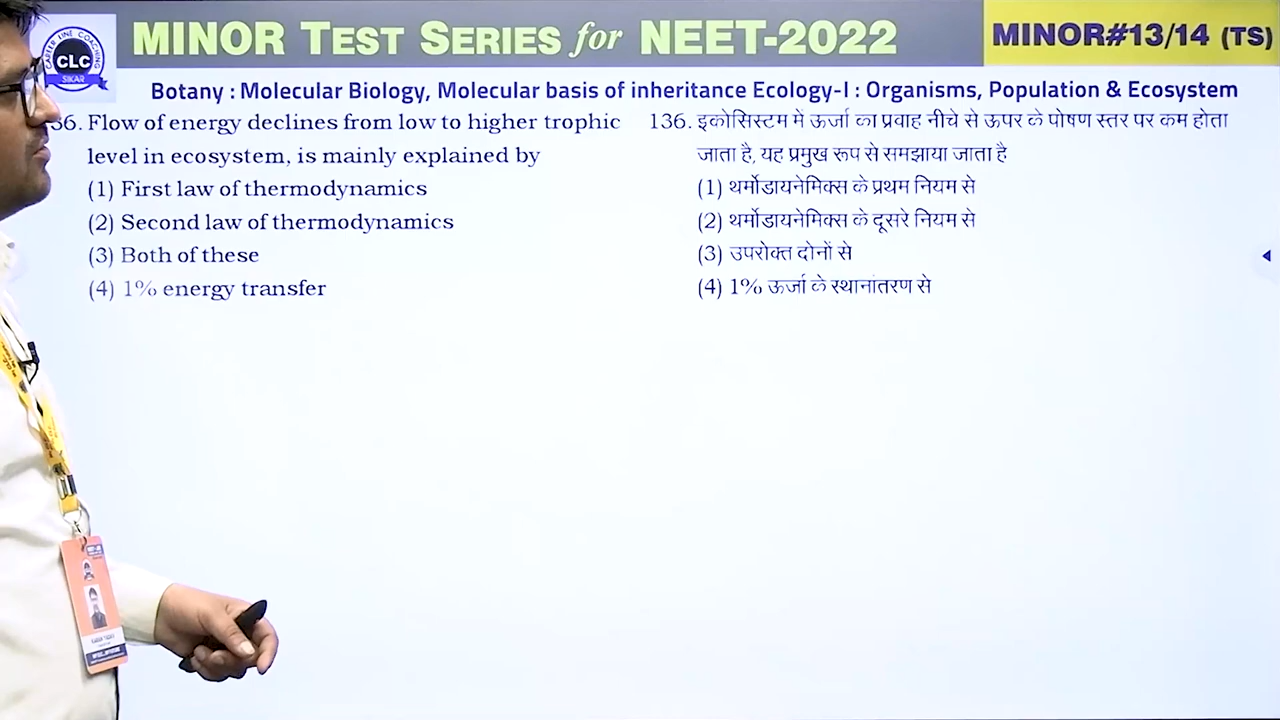 CAREER LINE COACHING
CLC
SIKAR
MINOR TEST SERIES for NEET-2022
MINOR#13/14 (TS)
Botany : Molecular Biology, Molecular basis of inheritance Ecology-I : Organisms, Population & Ecosystem
36. Flow of energy declines from low to higher trophic
level in ecosystem, is mainly explained by
(1) First law of thermodynamics
(2) Second law of thermodynamics
(3) Both of these
(4) 1% energy transfer
136. इकोसिस्टम में ऊर्जा का प्रवाह नीचे से ऊपर के पोषण स्तर पर कम होता
जाता है, यह प्रमुख रूप से समझाया जाता है
(1) थर्मोडायनेमिक्स के प्रथम नियम से
(2) थर्मोडायनेमिक्स के दूसरे नियम से
(3) उपरोक्त दोनों से
(4) 1% ऊर्जा के स्थानांतरण से